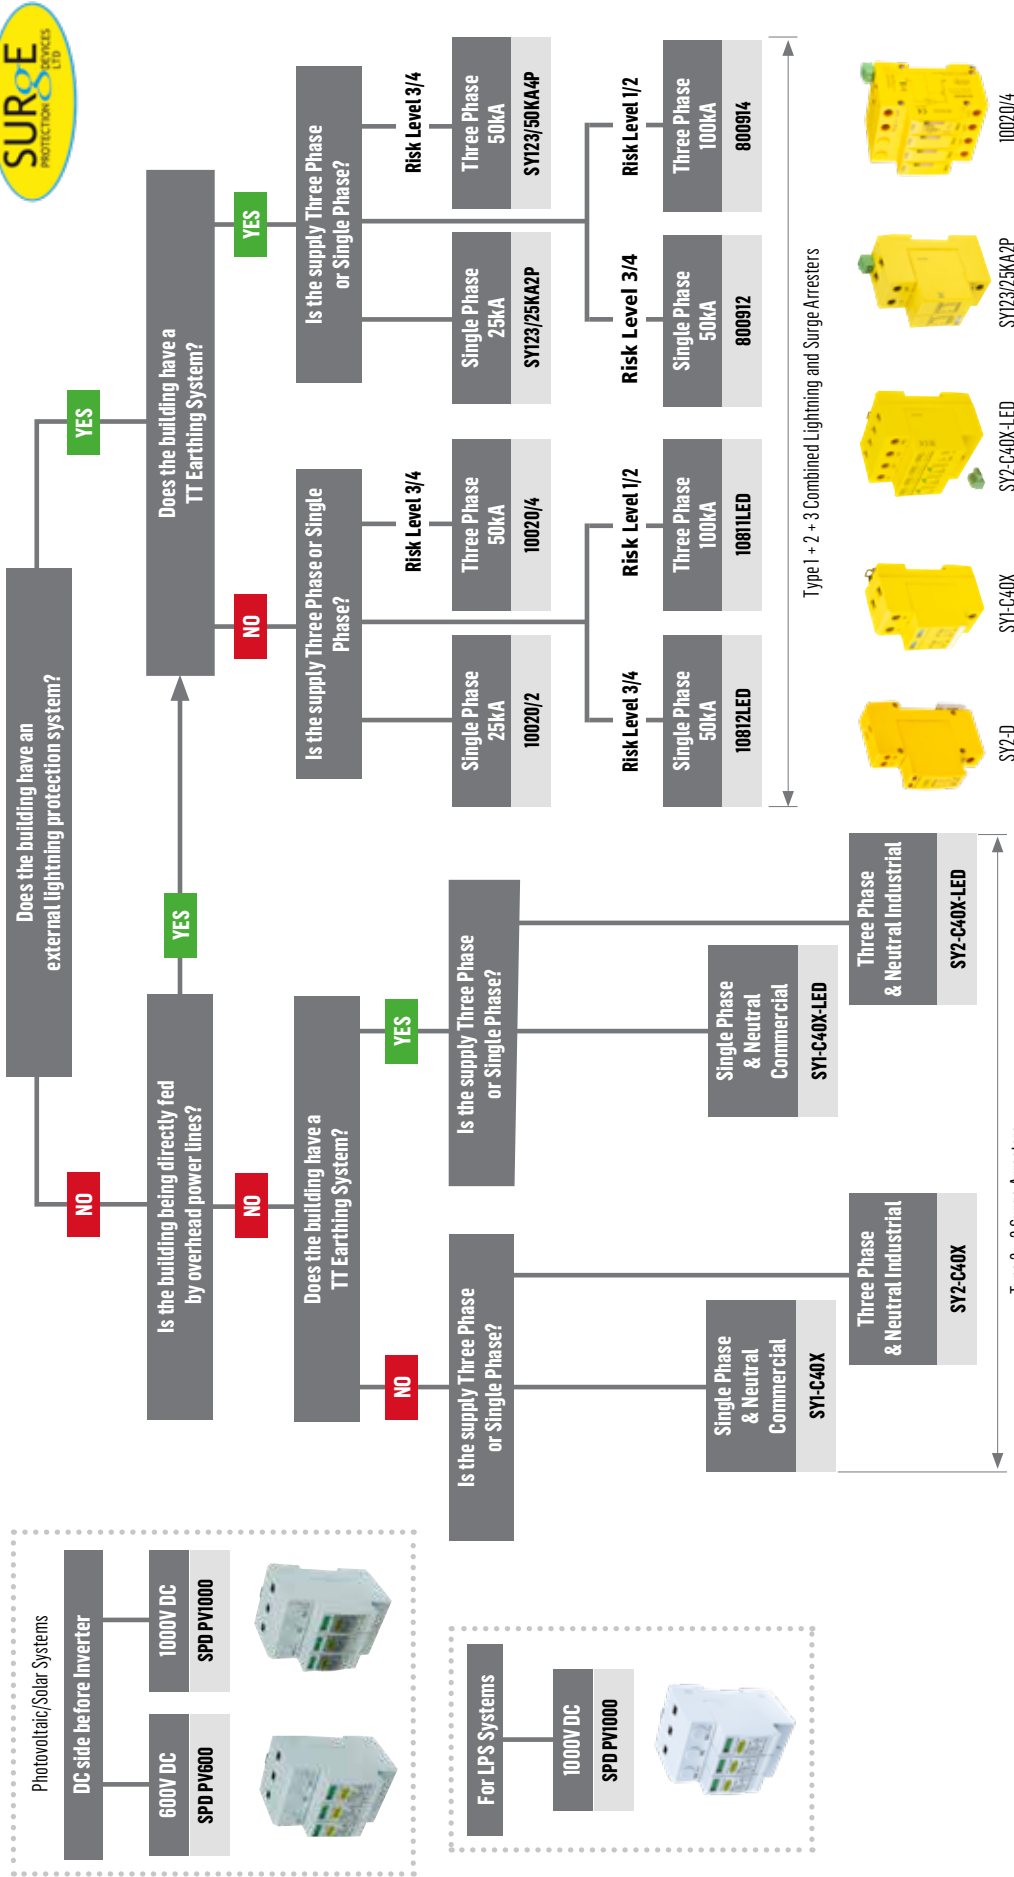 SURgE
PROTECTION DEVICES
LTD
Does the building have an
external lightning protection system?
NO
YES
Is the building being directly fed
by overhead power lines?
YES
Does the building have a
TT Earthing System?
NO
NO
YES
Does the building have a
TT Earthing System?
Is the supply Three Phase or Single
Phase?
Is the supply Three Phase
or Single Phase?
NO
YES
Risk Level 3/4
Risk Level 3/4
Is the supply Three Phase
or Single Phase?
Is the supply Three Phase
or Single Phase?
Single Phase
25kA
10020/2
Three Phase
50kA
10020/4
Single Phase
25kA
SY123/25KA2P
Three Phase
50kA
SY123/50KA4P
Risk Level 3/4
Risk Level 1/2
Risk Level 3/4
Risk Level 1/2
Single Phase
50kA
10812LED
Three Phase
100kA
10811LED
Single Phase
50kA
800912
Three Phase
100kA
800914
Single Phase
& Neutral
Commercial
SY1-C40X
Single Phase
& Neutral
Commercial
SY1-C40X-LED
Three Phase
& Neutral Industrial
SY2-C40X
Three Phase
& Neutral Industrial
SY2-C40X-LED
Type 1 + 2 + 3 Combined Lightning and Surge Arresters
SY2-D
SY1-C40X
SY2-C40X-LED
SY123/25KA2P
10020/4
Photovoltaic/Solar Systems
DC side before Inverter
600V DC
SPD PV600
1000V DC
SPD PV1000
For LPS Systems
1000V DC
SPD PV1000